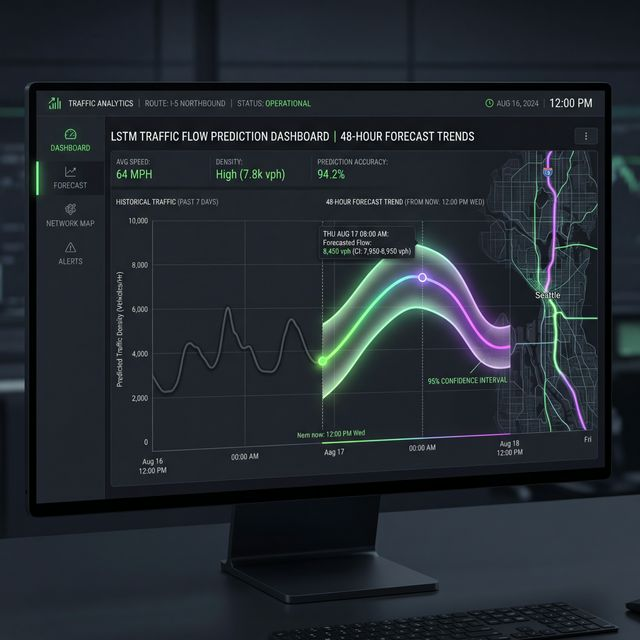 TRAFFIC ANALYTICS | ROUTE: I-5 NORTHBOUND | STATUS: OPERATIONAL
AUG 16, 2024 | 12:00 PM
DASHBOARD
FORECAST
NETWORK MAP
ALERTS
LSTM TRAFFIC FLOW PREDICTION DASHBOARD | 48-HOUR FORECAST TRENDS
AVG SPEED:
64 MPH
DENSITY:
High (7.8k vph)
PREDICTION ACCURACY:
94.2%
HISTORICAL TRAFFIC (PAST 7 DAYS)
48-HOUR FORECAST TREND (FROM NOW: 12:00 PM WED)
Predicted Traffic Density (Vehicles/Hr)
10,000
8,000
6,000
4,000
2,000
0
THU AUG 17 08:00 AM:
Forecasted Flow:
8,450 vph (CI: 7,950-8,950 vph)
95% CONFIDENCE INTERVAL
Nem now: 12:00 PM Wed
Aug 16
12:00 PM
00:00 AM
Aag 17
00:00 AM
Aug 18
12:00 PM
Fri
Seattle